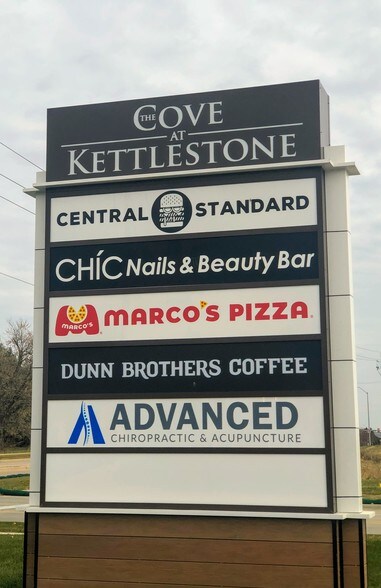 THE COVE
AT
KETTLESTONE
CENTRAL STANDARD
CHÍC Nails & Beauty Bar
MARCO'S MARCO'S PIZZA
DUNN BROTHERS COFFEE
ADVANCED
CHIROPRACTIC & ACUPUNCTURE